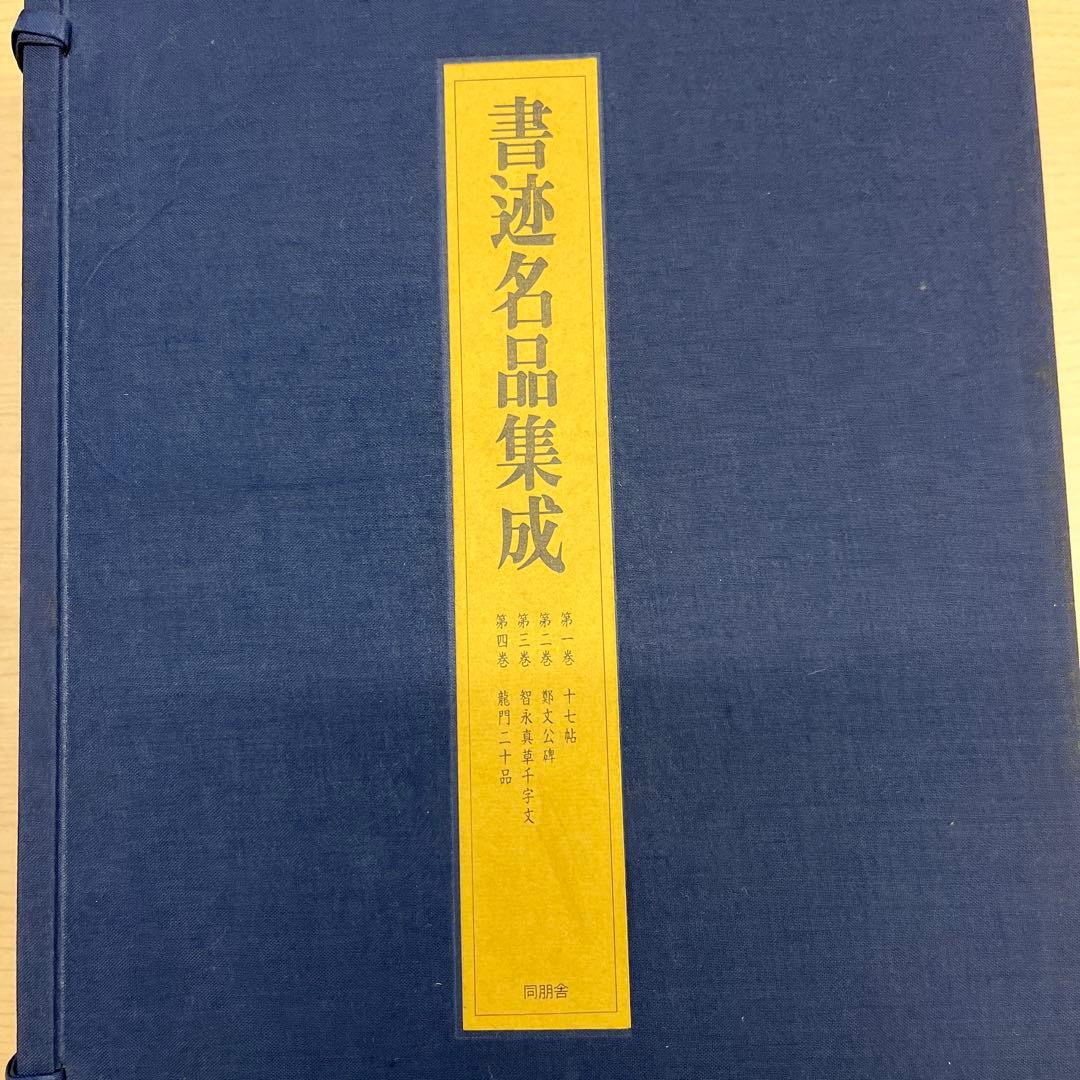 書迹名品集成
第一巻 十七帖
第二巻 鄭文公碑
第三巻 智永真草千字文
第四巻 龍門二十品
同朋舎